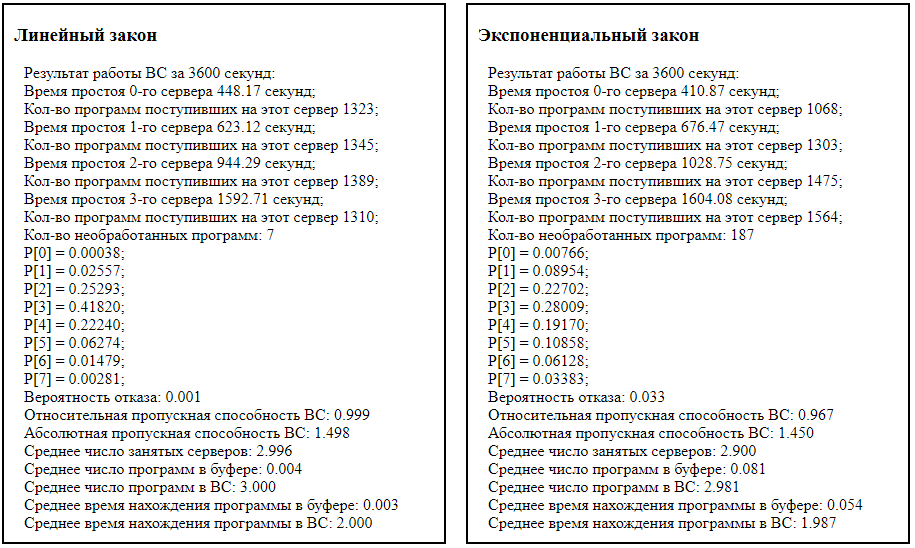 Линейный закон
Результат работы ВС за 3600 секунд:
Время простоя 0-го сервера 448.17 секунд;
Кол-во программ поступивших на этот сервер 1323;
Время простоя 1-го сервера 623.12 секунд;
Кол-во программ поступивших на этот сервер 1345;
Время простоя 2-го сервера 944.29 секунд;
Кол-во программ поступивших на этот сервер 1389;
Время простоя 3-го сервера 1592.71 секунд;
Кол-во программ поступивших на этот сервер 1310;
Кол-во необработанных программ: 7
P[0] = 0.00038;
P[1] = 0.02557;
P[2] = 0.25293;
P[3] = 0.41820;
P[4] = 0.22240;
P[5] = 0.06274;
P[6] = 0.01479;
P[7] = 0.00281;
Вероятность отказа: 0.001
Относительная пропускная способность ВС: 0.999
Абсолютная пропускная способность ВС: 1.498
Среднее число занятых серверов: 2.996
Среднее число программ в буфере: 0.004
Среднее число программ в ВС: 3.000
Среднее время нахождения программы в буфере: 0.003
Среднее время нахождения программы в ВС: 2.000
Экспоненциальный закон
Результат работы ВС за 3600 секунд:
Время простоя 0-го сервера 410.87 секунд;
Кол-во программ поступивших на этот сервер 1068;
Время простоя 1-го сервера 676.47 секунд;
Кол-во программ поступивших на этот сервер 1303;
Время простоя 2-го сервера 1028.75 секунд;
Кол-во программ поступивших на этот сервер 1475;
Время простоя 3-го сервера 1604.08 секунд;
Кол-во программ поступивших на этот сервер 1564;
Кол-во необработанных программ: 187
P[0] = 0.00766;
P[1] = 0.08954;
P[2] = 0.22702;
P[3] = 0.28009;
P[4] = 0.19170;
P[5] = 0.10858;
P[6] = 0.06128;
P[7] = 0.03383;
Вероятность отказа: 0.033
Относительная пропускная способность ВС: 0.967
Абсолютная пропускная способность ВС: 1.450
Среднее число занятых серверов: 2.900
Среднее число программ в буфере: 0.081
Среднее число программ в ВС: 2.981
Среднее время нахождения программы в буфере: 0.054
Среднее время нахождения программы в ВС: 1.987